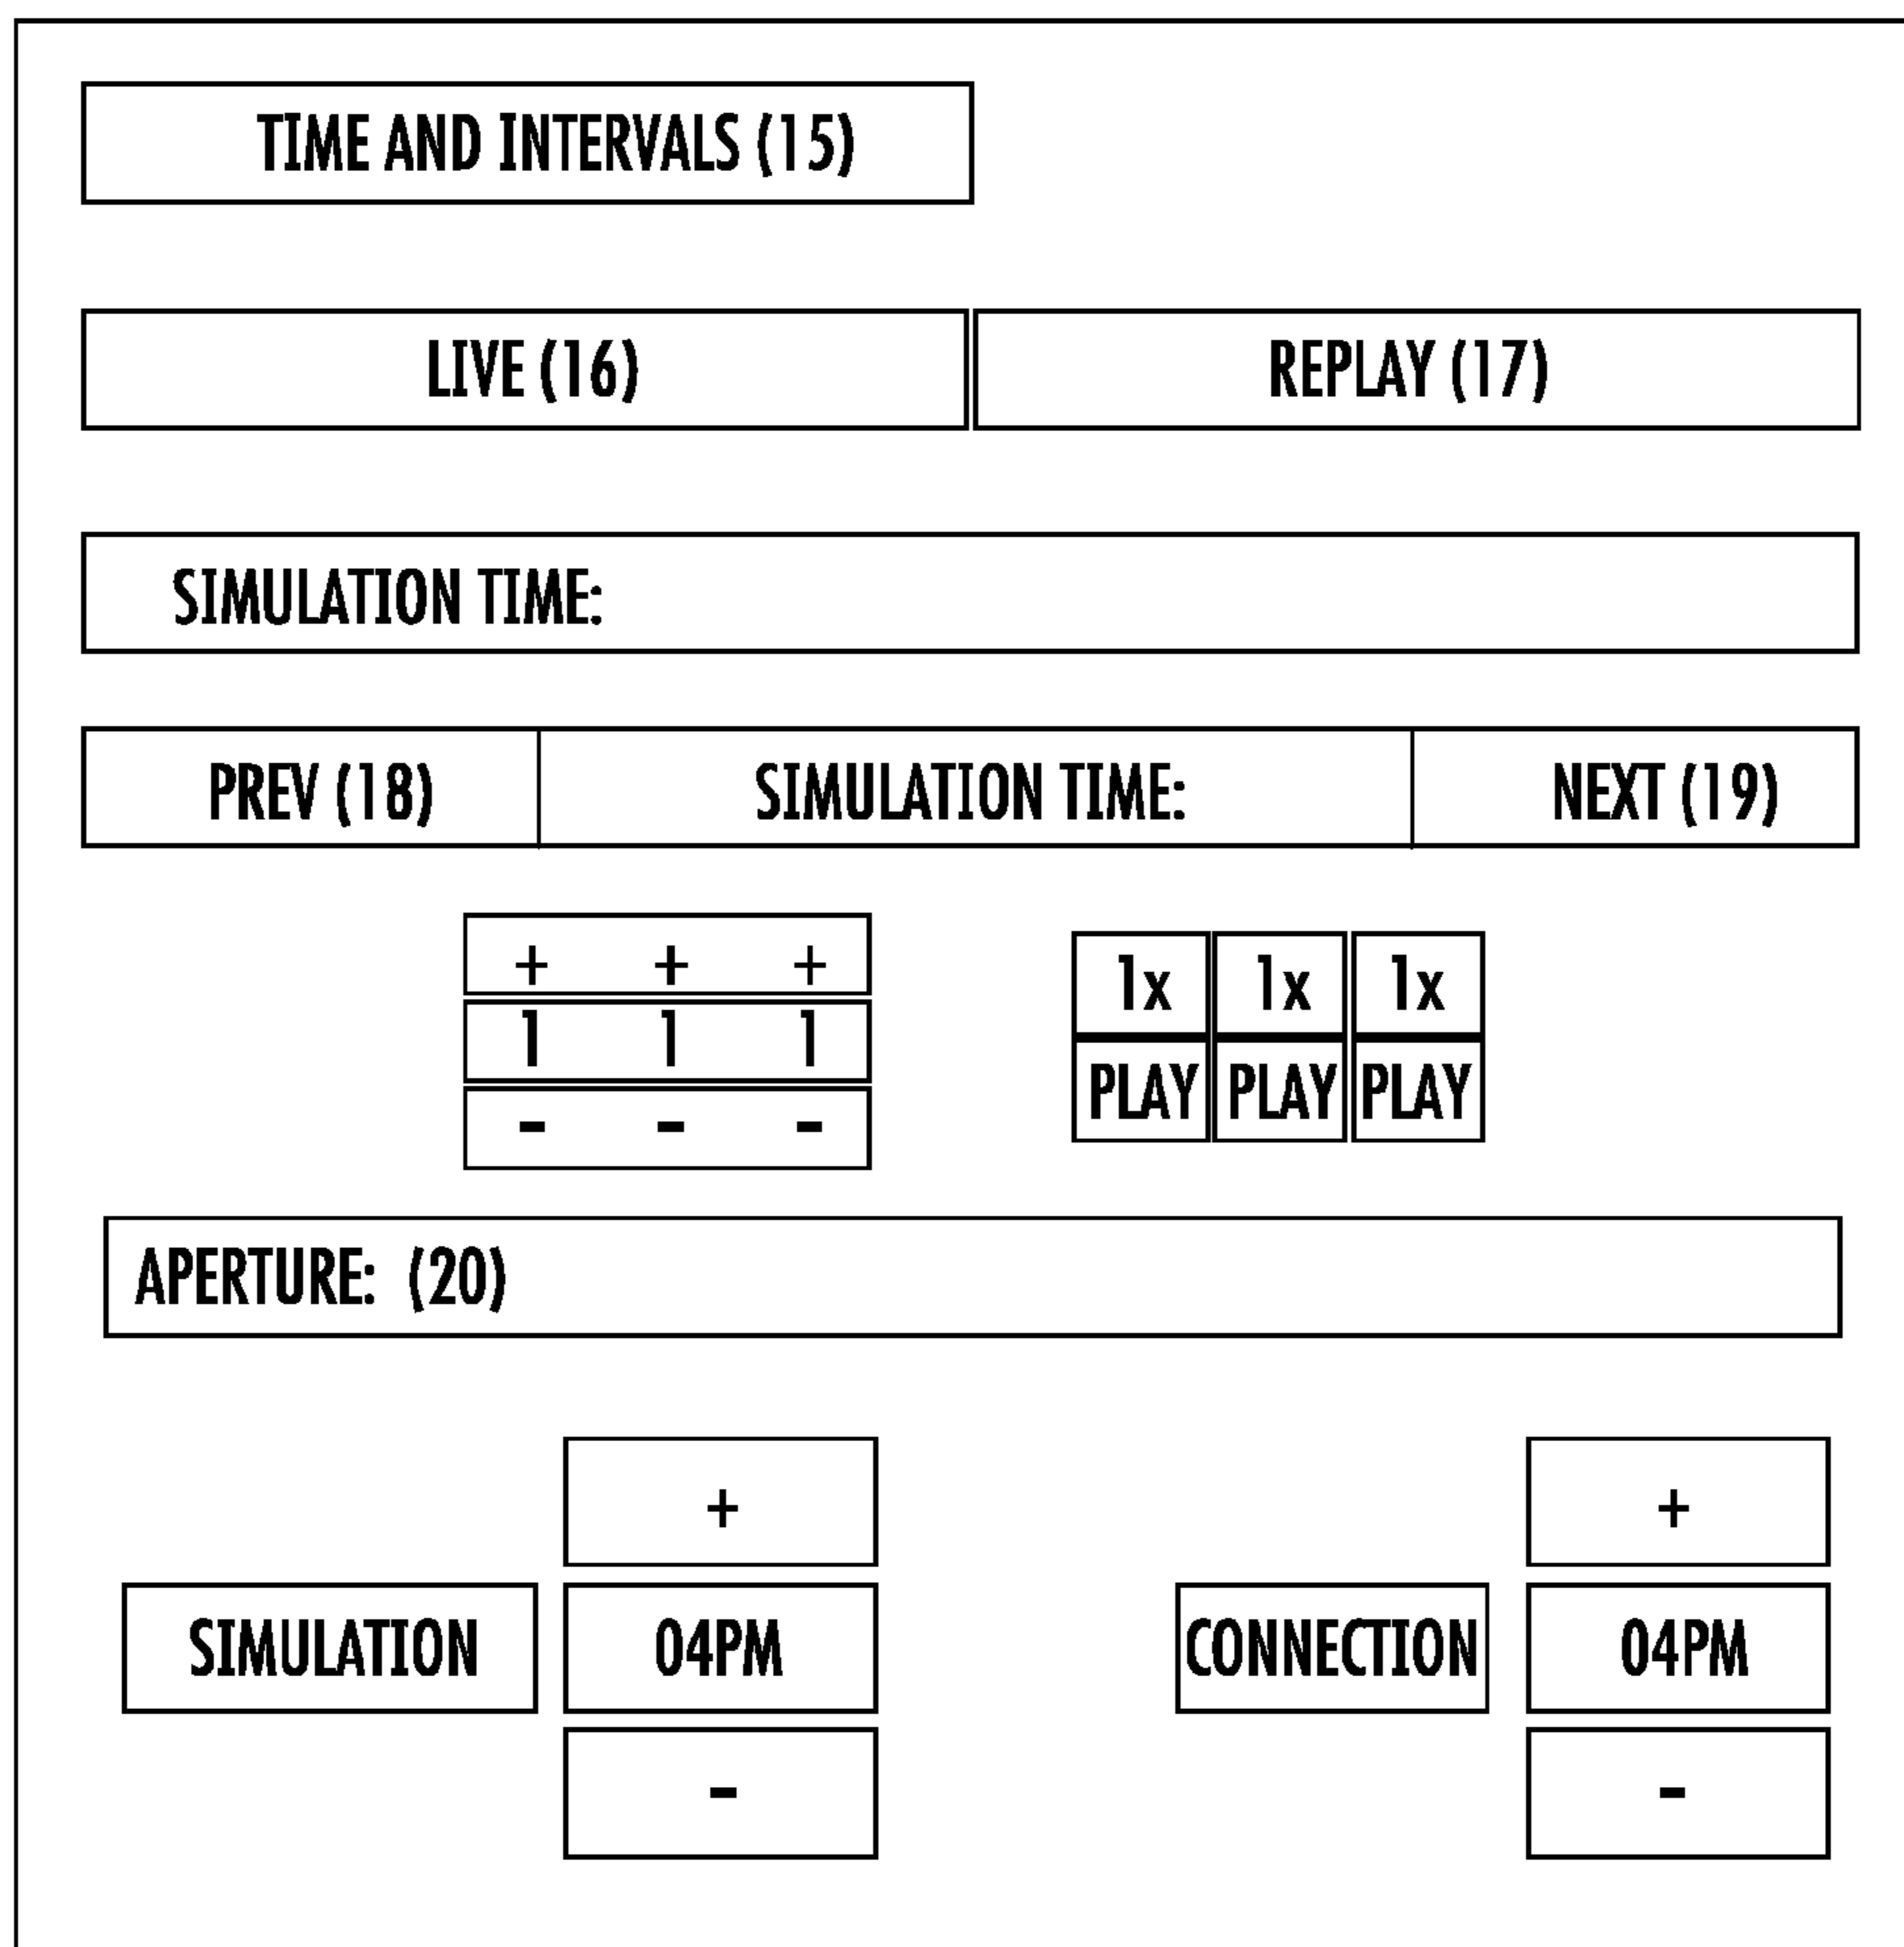 TIME AND INTERVALS (15)
LIVE (16) REPLAY (17)
SIMULATION TIME:
PREV (18) SIMULATION TIME: NEXT (19)
+ + +
1 1 1
- - -
1x 1x 1x
PLAY PLAY PLAY
APERTURE: (20)
+
SIMULATION 04PM
-
+
CONNECTION 04PM
-